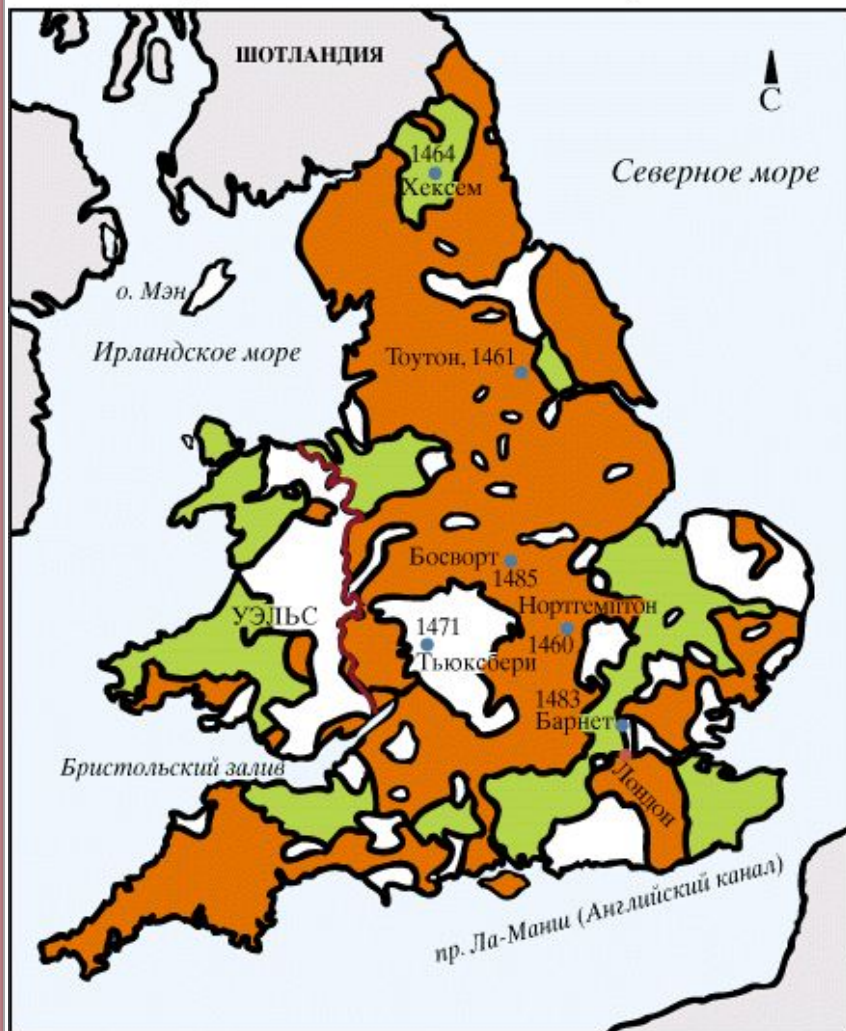 ШОТЛАНДИЯ
С
1464
Хексем
Северное море
о. Мэн
Ирландское море
Тоутон, 1461
Босворт
1485
Нортгемптон
УЭЛЬС
1471
1460
Тьюксбери
1483
Барнет
Бристольский залив
Лондон
пр. Ла-Манш (Английский канал)